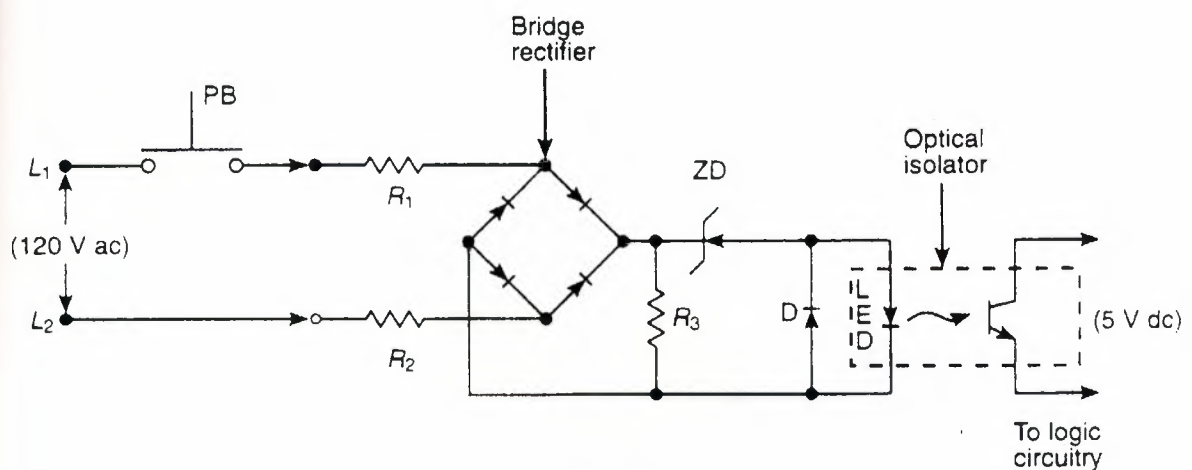 Bridge
rectifier
PB
Optical
isolator
ZD
L₁
R₁
(120 V ac)
L
E
D
D
R₃
(5 V dc)
L₂
R₂
To logic
circuitry